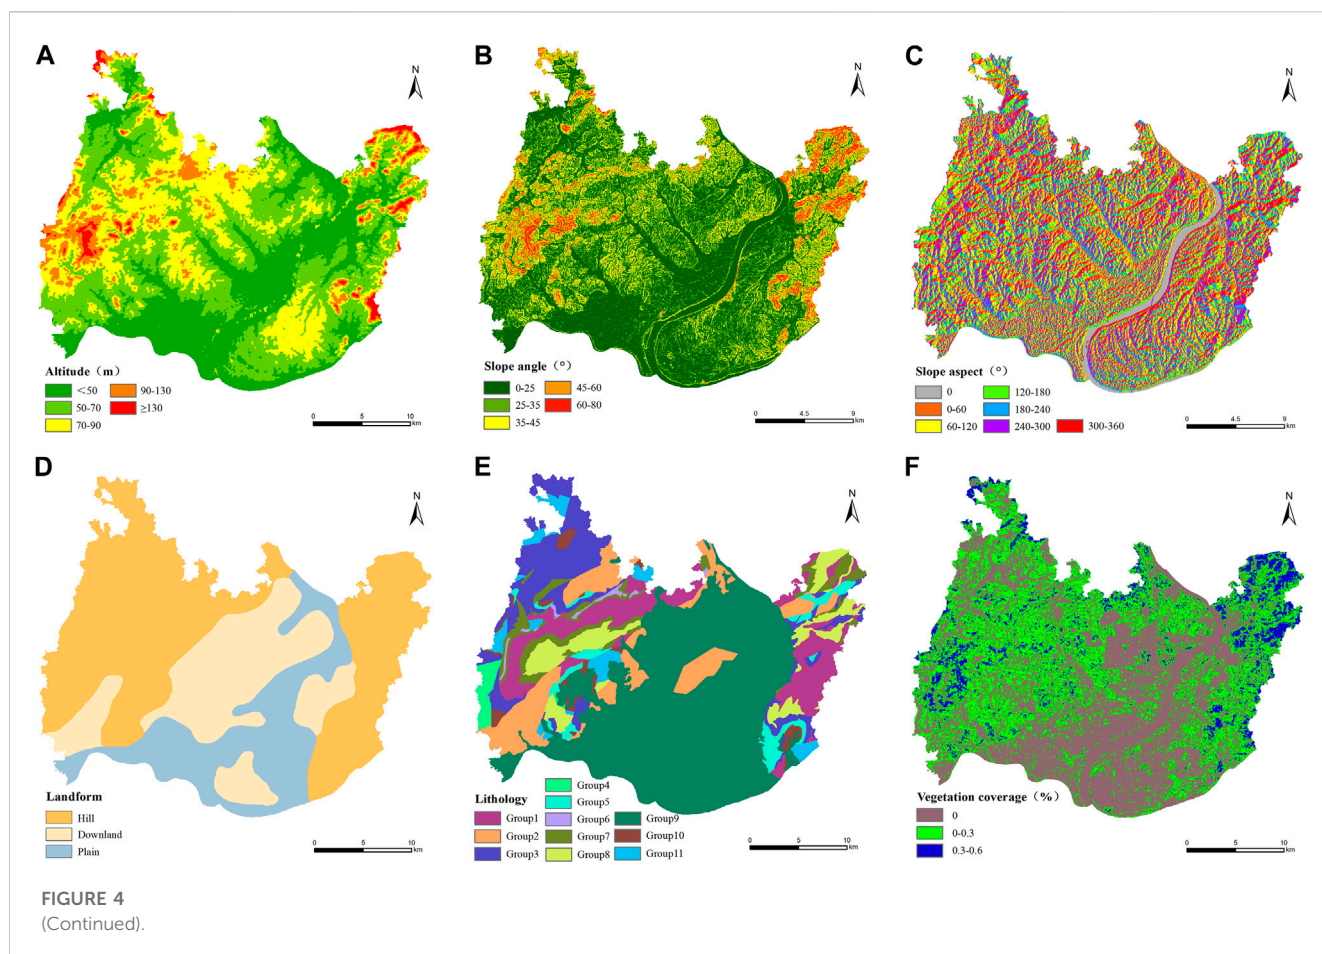 A
N
Altitude（m）
<50
90-130
50-70
≥130
70-90
0 5 10
km
B
N
Slope angle（°）
0-25
45-60
25-35
60-80
35-45
0 4.5 9
km
C
N
Slope aspect（°）
0
120-180
0-60
180-240
60-120
240-300
300-360
0 4.5 9
km
D
N
Landform
Hill
Downland
Plain
0 5 10
km
E
N
Lithology
Group4
Group5
Group1
Group6
Group9
Group2
Group7
Group10
Group3
Group8
Group11
0 5 10
km
F
N
Vegetation coverage（%）
0
0-0.3
0.3-0.6
0 5 10
km
FIGURE 4
(Continued).